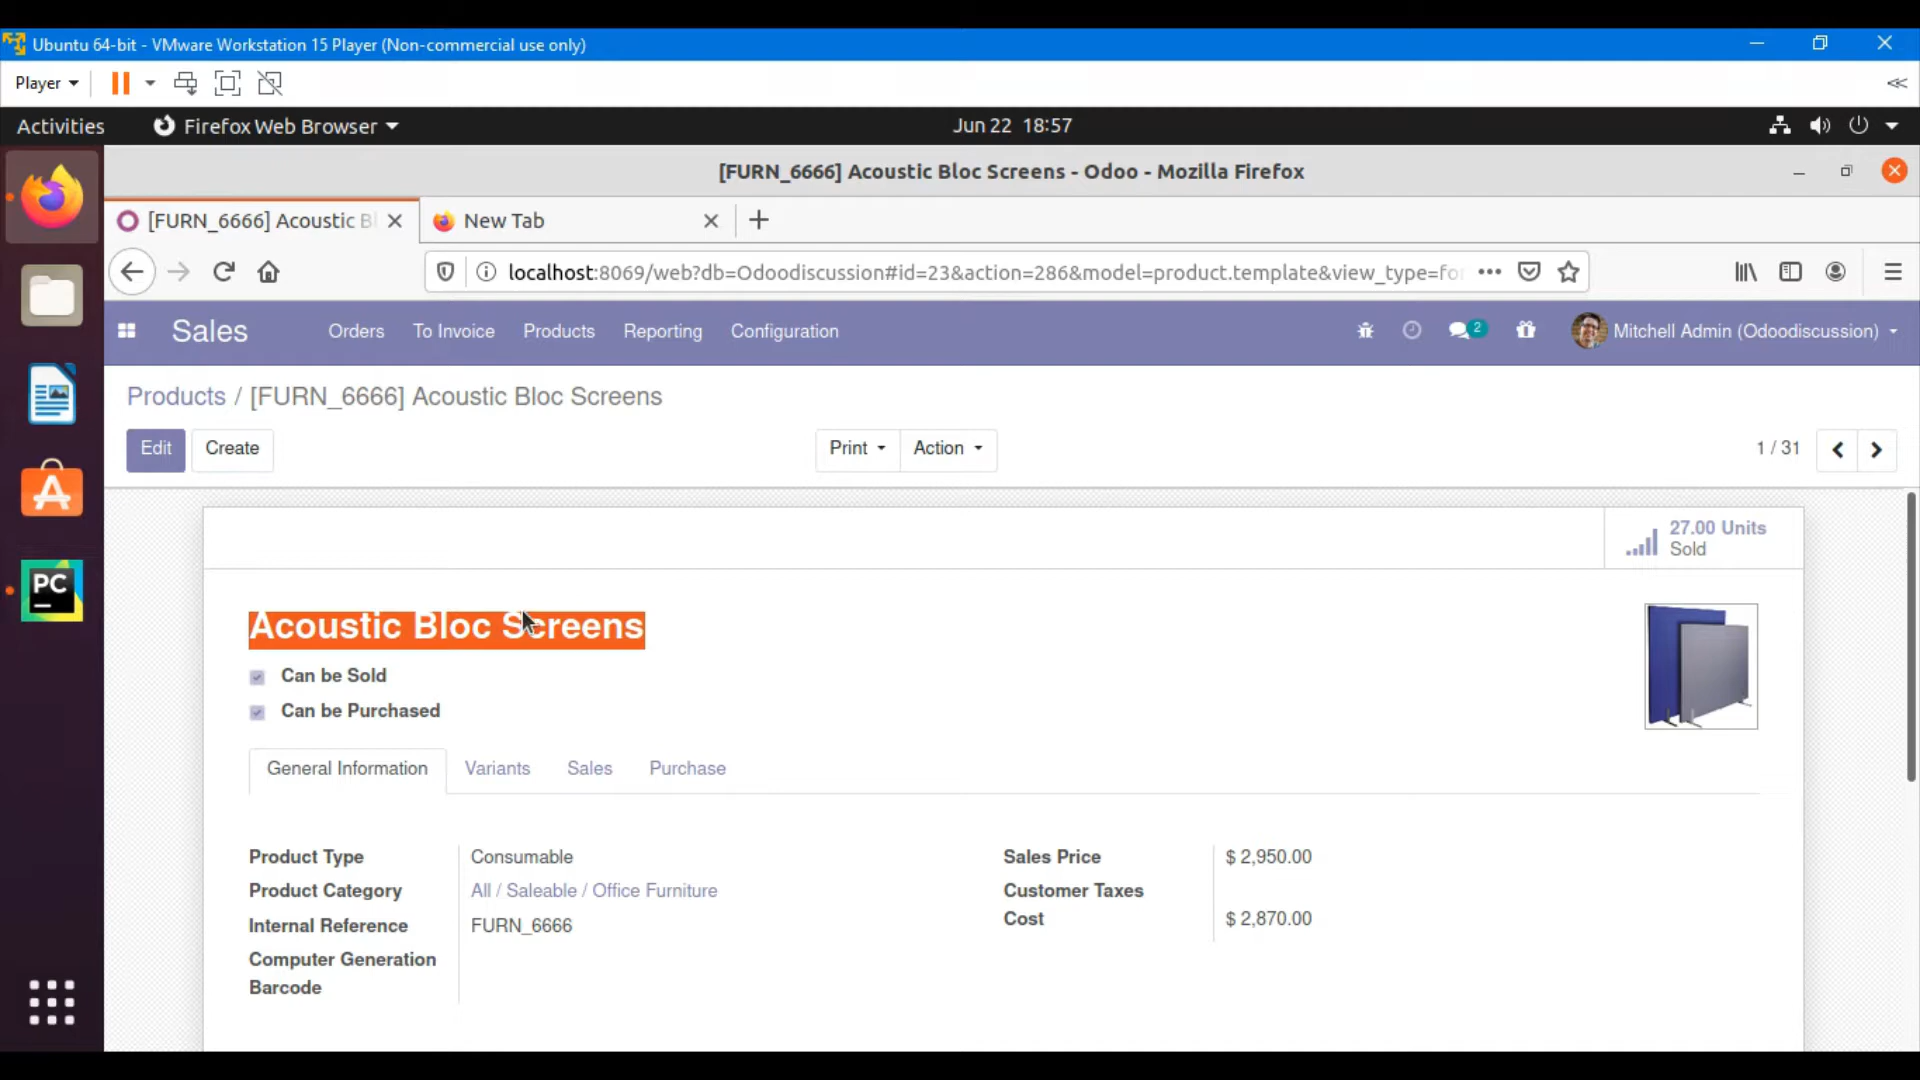 Ubuntu 64-bit - VMware Workstation 15 Player (Non-commercial use only)
Player
Activities
Firefox Web Browser
Jun 22 18:57
[FURN_6666] Acoustic Bloc Screens - Odoo - Mozilla Firefox
[FURN_6666] Acoustic Bl
New Tab
localhost:8069/web?db=Odoodiscussion#id=23&action=286&model=product.template&view_type=fo
Sales
Orders
To Invoice
Products
Reporting
Configuration
2
Mitchell Admin (Odoodiscussion)
Products / [FURN_6666] Acoustic Bloc Screens
Edit
Create
Print
Action
1 / 31
27.00 Units
Sold
Acoustic Bloc Screens
Can be Sold
Can be Purchased
General Information
Variants
Sales
Purchase
Product Type
Consumable
Product Category
All / Saleable / Office Furniture
Internal Reference
FURN_6666
Computer Generation
Barcode
Sales Price
$ 2,950.00
Customer Taxes
Cost
$ 2,870.00
PC